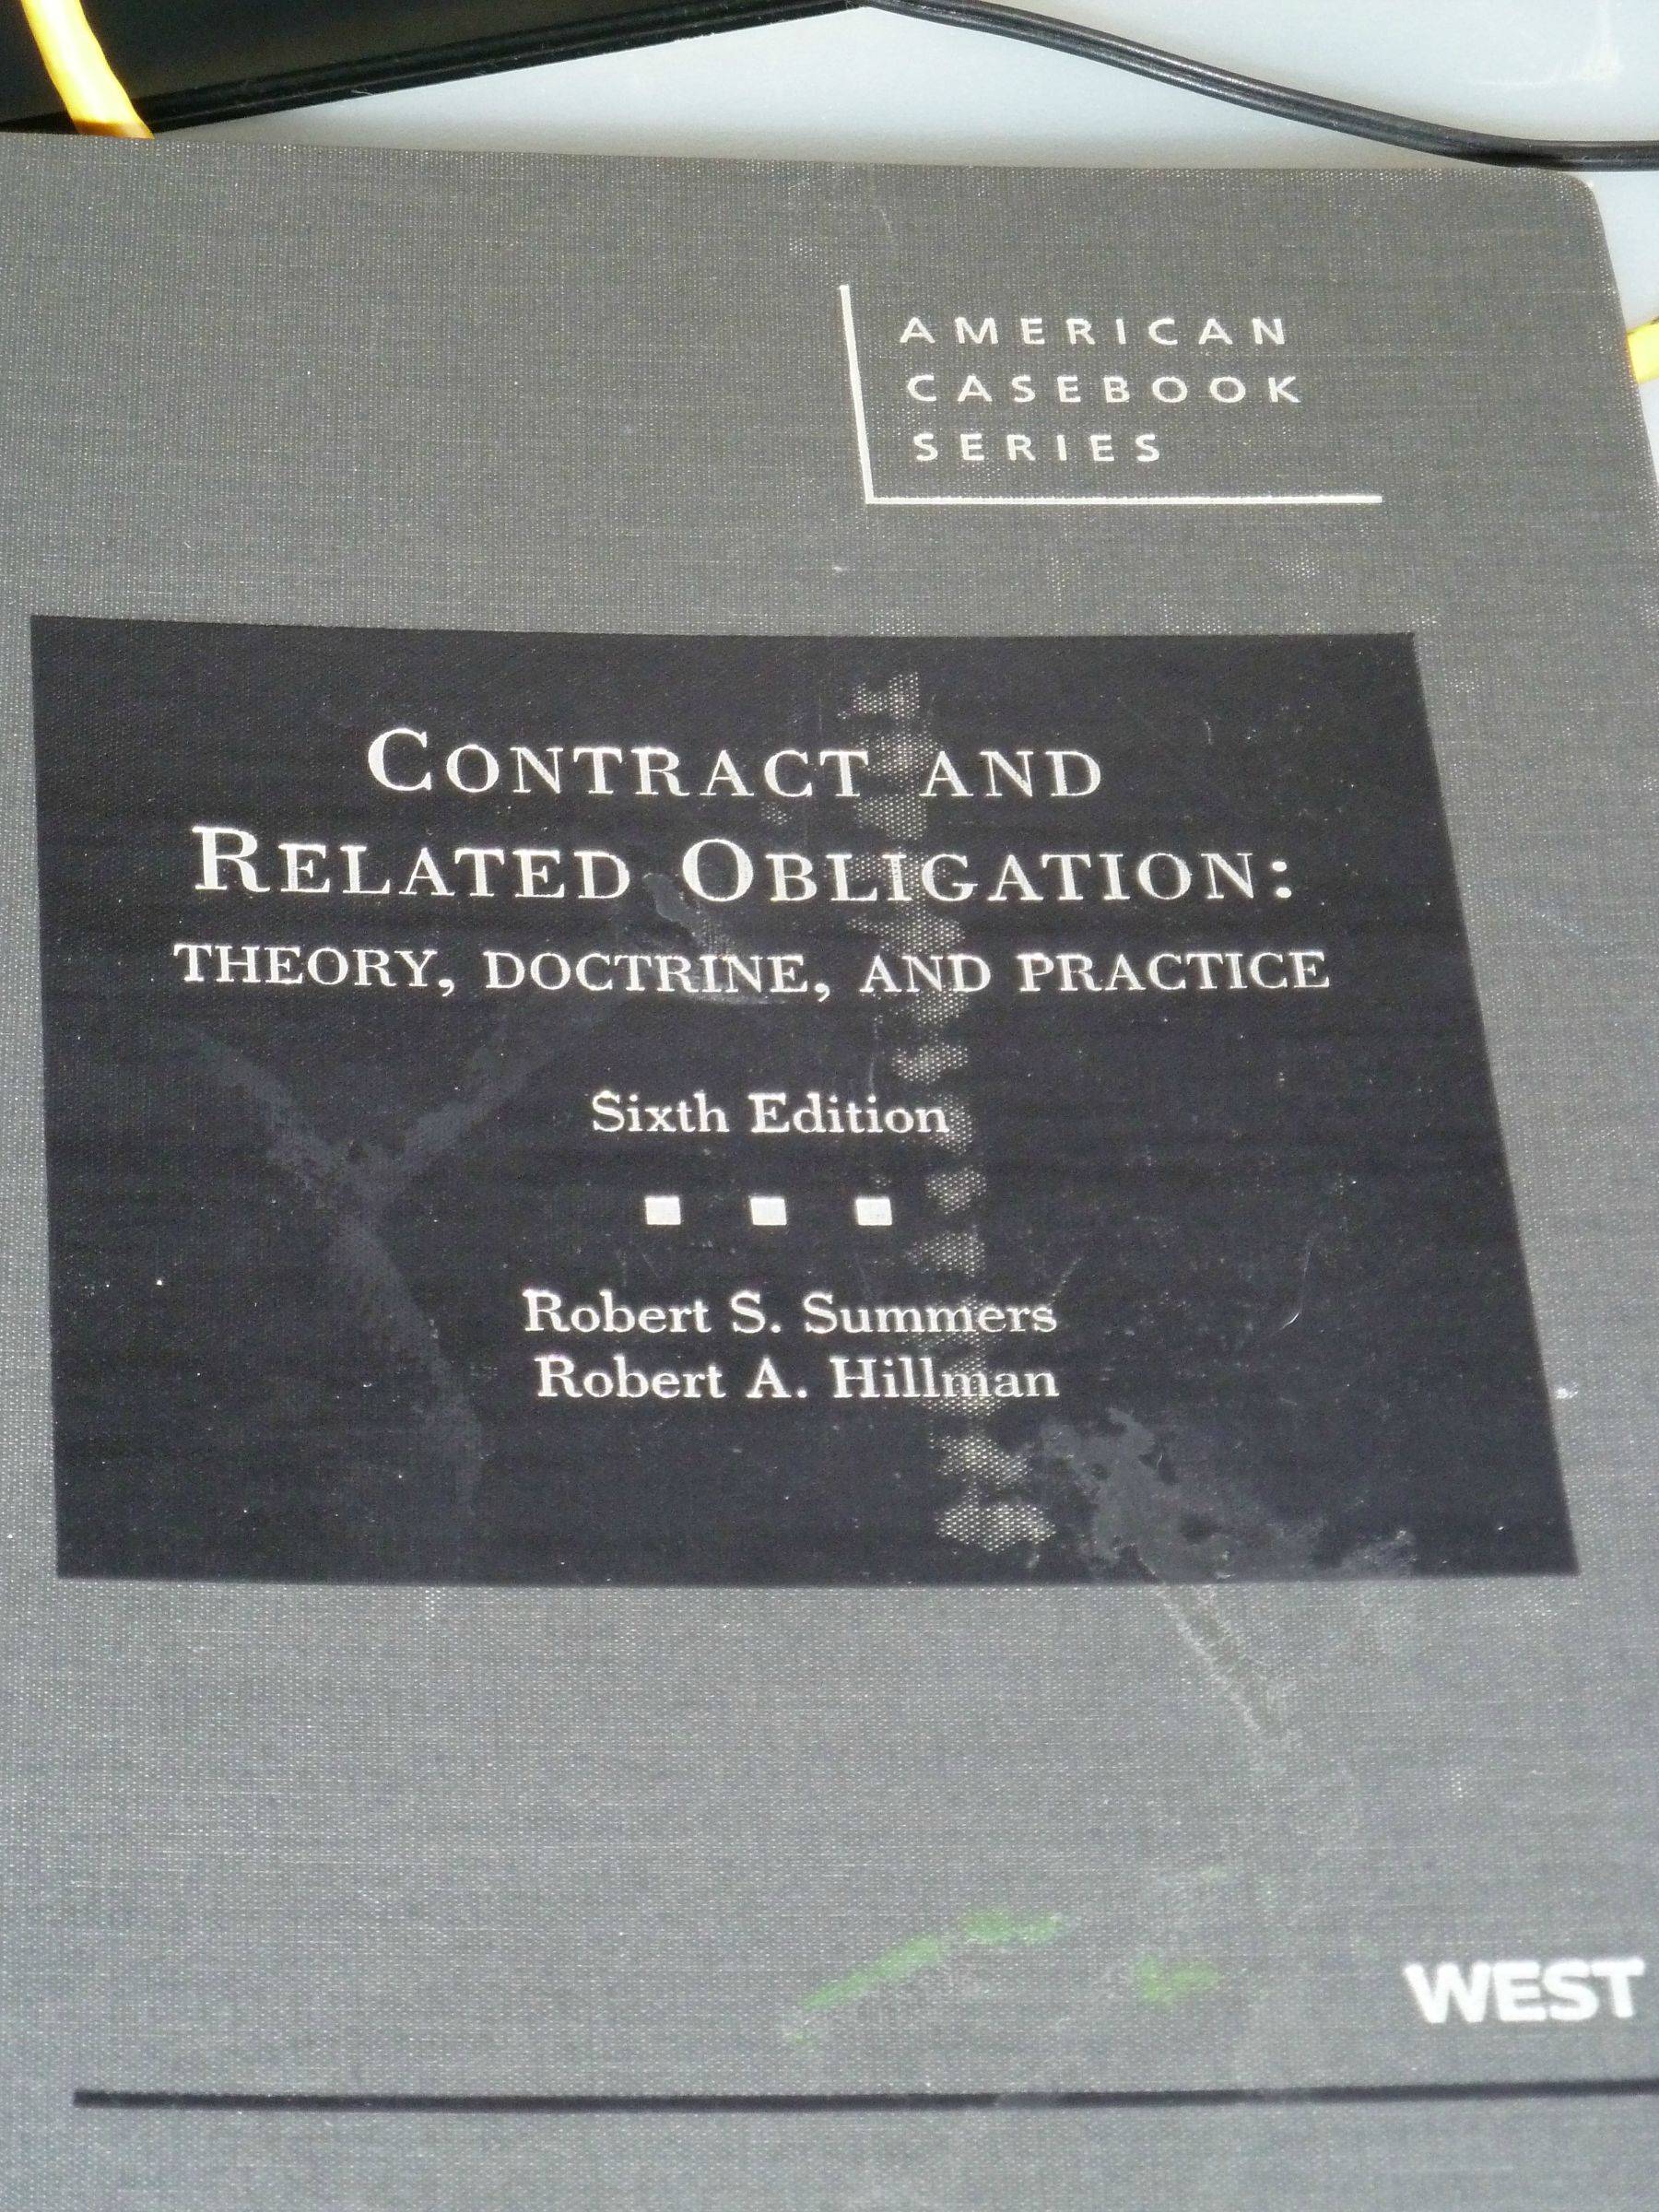 AMERICAN
CASEBOOK
SERIES
CONTRACT AND
RELATED OBLIGATION:
THEORY, DOCTRINE, AND PRACTICE
Sixth Edition
Robert S. Summers
Robert A. Hillman
WEST